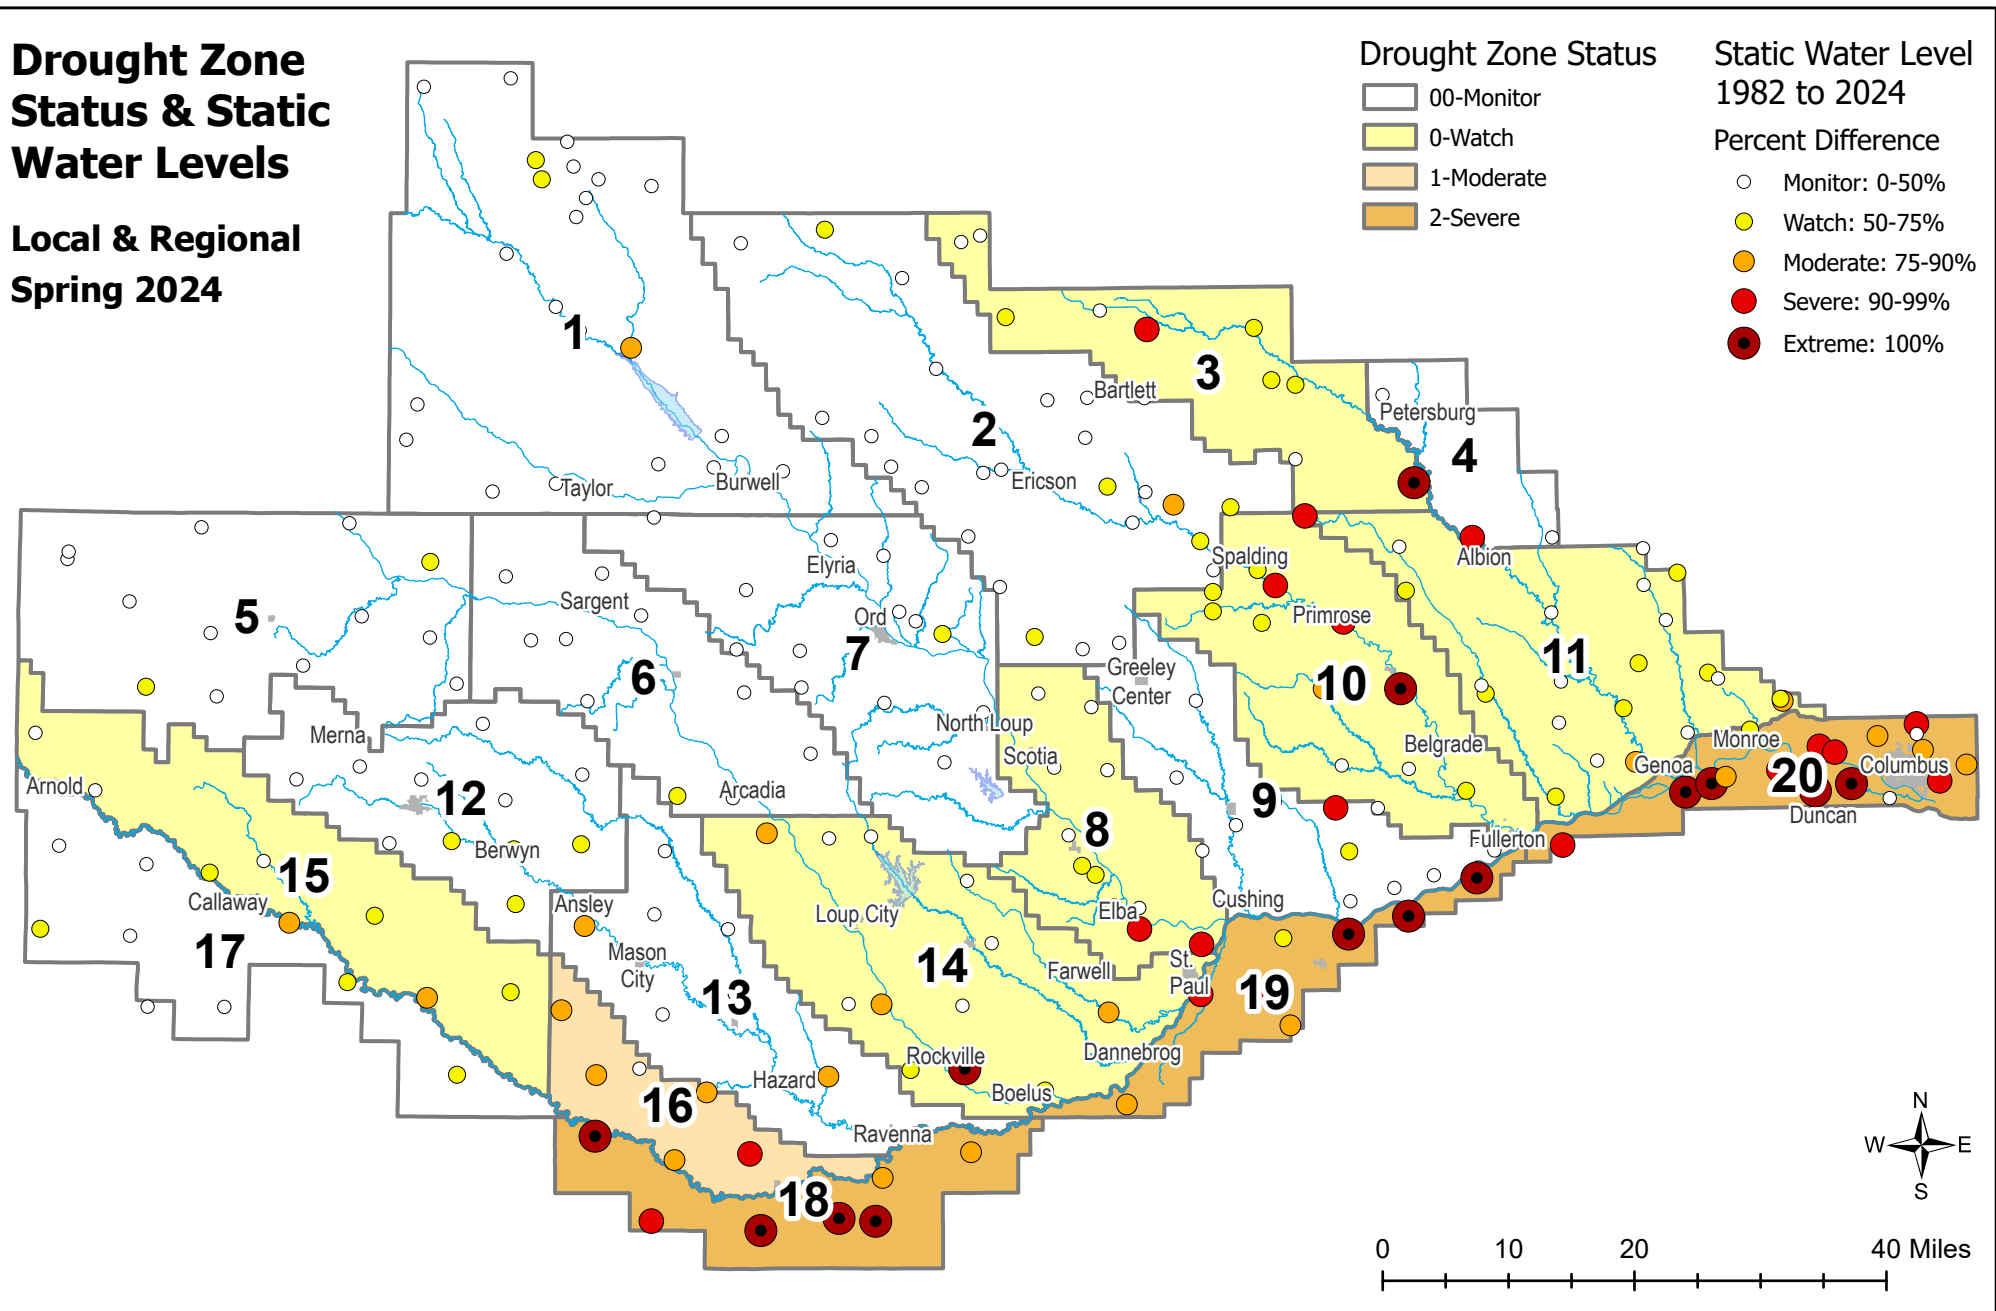 Drought Zone
Status & Static
Water Levels
Local & Regional
Spring 2024
Drought Zone Status
00-Monitor
0-Watch
1-Moderate
2-Severe
Static Water Level
1982 to 2024
Percent Difference
Monitor: 0-50%
Watch: 50-75%
Moderate: 75-90%
Severe: 90-99%
Extreme: 100%
1
2
3
Bartlett
Petersburg
4
Taylor
Burwell
Ericson
Elyria
Spalding
Albion
5
Sargent
Ord
Primrose
6
7
Greeley
Center
10
11
Merna
North Loup
Scotia
Belgrade
Monroe
Genoa
20
Columbus
Duncan
Arnold
12
Arcadia
9
8
Berwyn
Fullerton
15
Callaway
Ansley
Loup City
Elba
Cushing
17
Mason
City
13
14
Farwell
St.
Paul
19
Rockville
Dannebrog
Hazard
Boelus
16
Ravenna
18
N
W
E
S
0 10 20 40 Miles